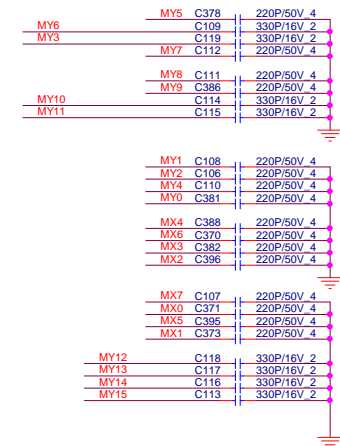 MY5 C378 220P/50V_4
MY6 C109 330P/16V_2
MY3 C119 330P/16V_2
MY7 C112 220P/50V_4
MY8 C111 220P/50V_4
MY9 C386 220P/50V_4
MY10 C114 330P/16V_2
MY11 C115 330P/16V_2
MY1 C108 220P/50V_4
MY2 C106 220P/50V_4
MY4 C110 220P/50V_4
MY0 C381 220P/50V_4
MX4 C388 220P/50V_4
MX6 C370 220P/50V_4
MX3 C382 220P/50V_4
MX2 C396 220P/50V_4
MX7 C107 220P/50V_4
MX0 C371 220P/50V_4
MX5 C395 220P/50V_4
MX1 C373 220P/50V_4
MY12 C118 330P/16V_2
MY13 C117 330P/16V_2
MY14 C116 330P/16V_2
MY15 C113 330P/16V_2